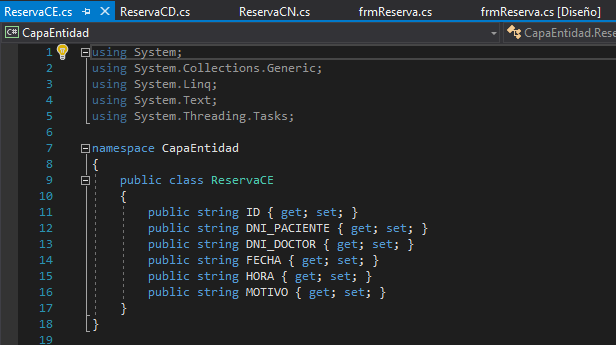 ReservaCE.cs ReservaCD.cs ReservaCN.cs frmReserva.cs frmReserva.cs [Diseño]
C# CapaEntidad CapaEntidad.Rese
1 using System;
2 using System.Collections.Generic;
3 using System.Linq;
4 using System.Text;
5 using System.Threading.Tasks;
6
7 namespace CapaEntidad
8 {
9 public class ReservaCE
10 {
11 public string ID { get; set; }
12 public string DNI_PACIENTE { get; set; }
13 public string DNI_DOCTOR { get; set; }
14 public string FECHA { get; set; }
15 public string HORA { get; set; }
16 public string MOTIVO { get; set; }
17 }
18 }
19